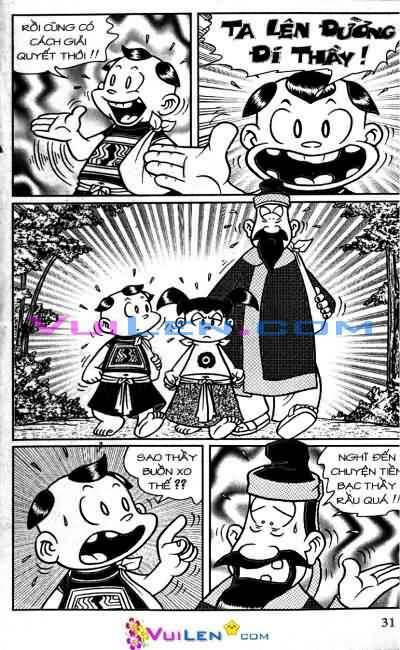 RỒI CŨNG CÓ
CÁCH GIẢI
QUYẾT THÔI !!
TA LÊN ĐƯỜNG
ĐI THẦY !
VuiLen.com
SAO THẦY
BUỒN XO
THẾ ??
NGHĨ ĐẾN
CHUYỆN TIỀN
BẠC THẦY
RẦU QUÁ !!
31
VuiLen.com